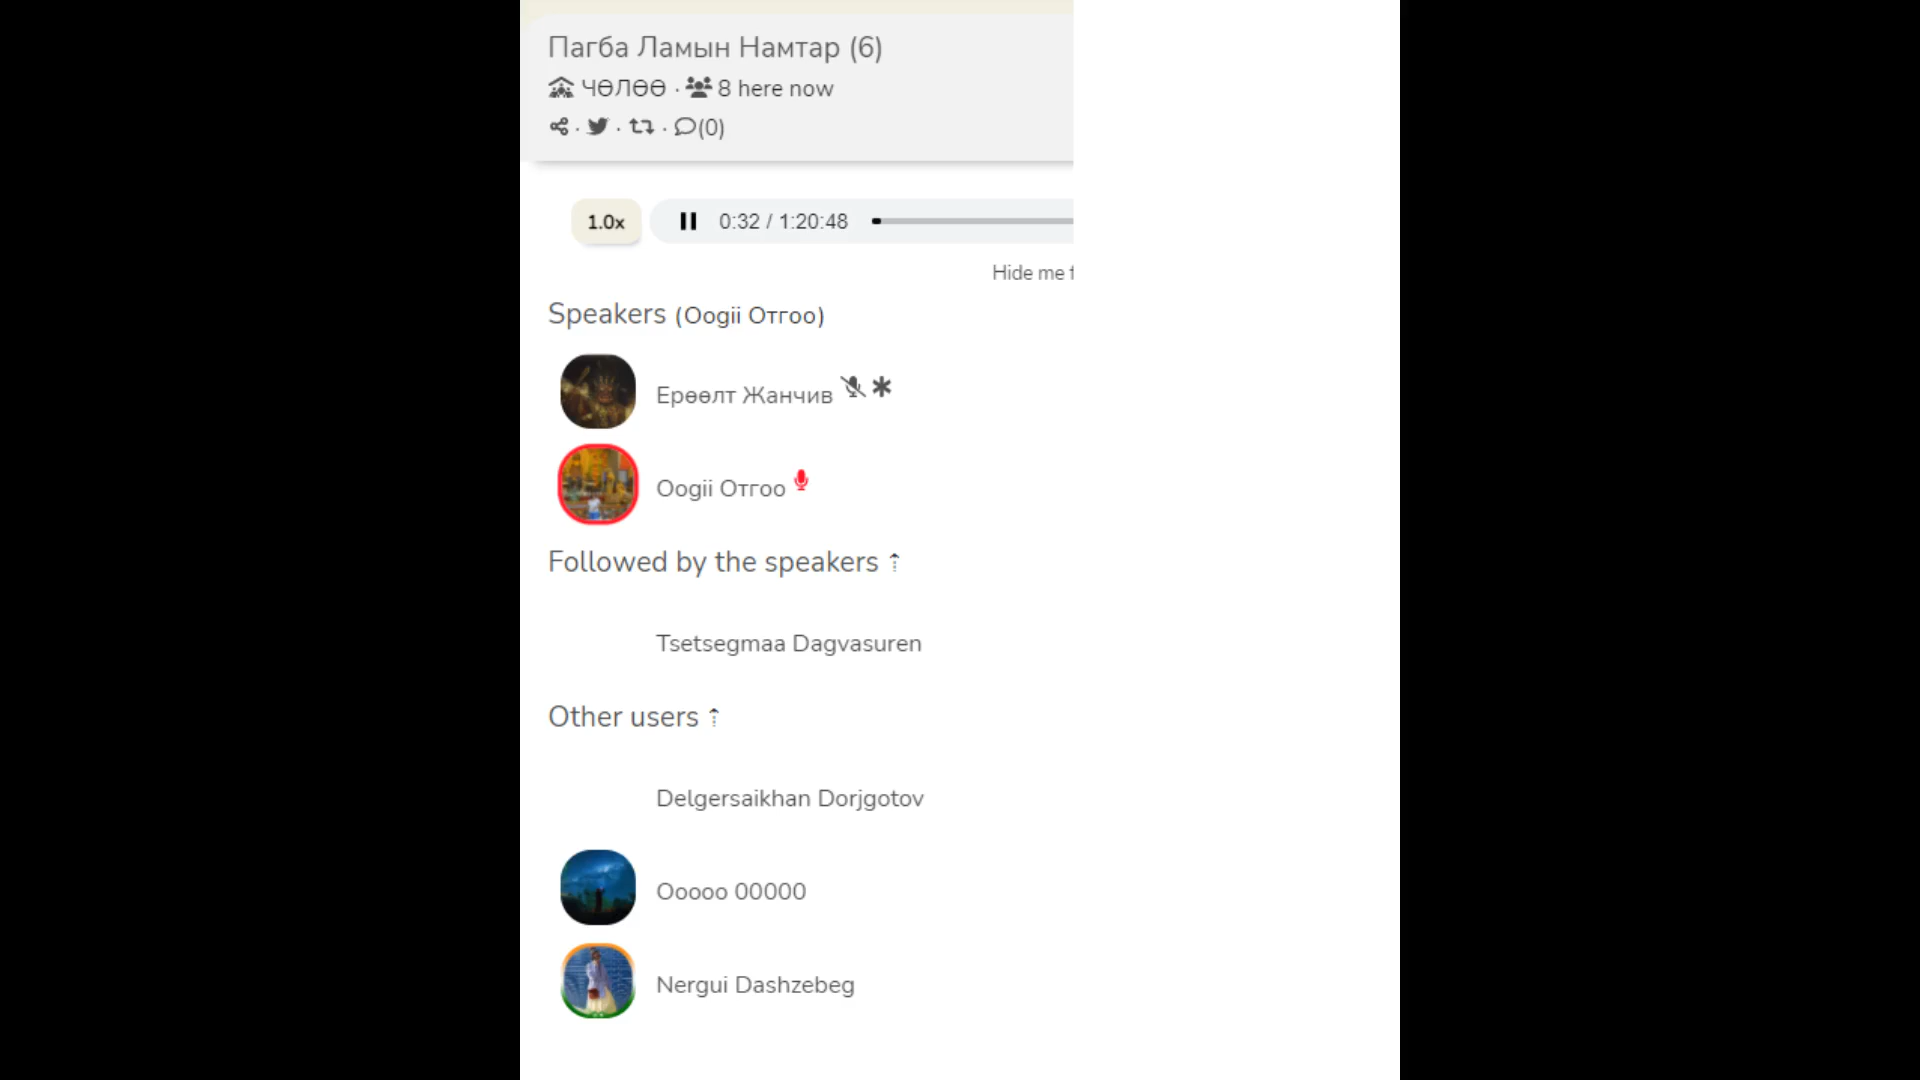 Пагба Ламын Намтар (6)
ЧӨЛӨӨ · 8 here now
· · · (0)
1.0x 0:32 / 1:20:48
Hide me
Speakers (Oogii Отгоо)
Ерөөлт Жанчив
Oogii Отгоо
Followed by the speakers ⇡
Tsetsegmaa Dagvasuren
Other users ⇡
Delgersaikhan Dorjgotov
Ooooo 00000
Nergui Dashzebeg